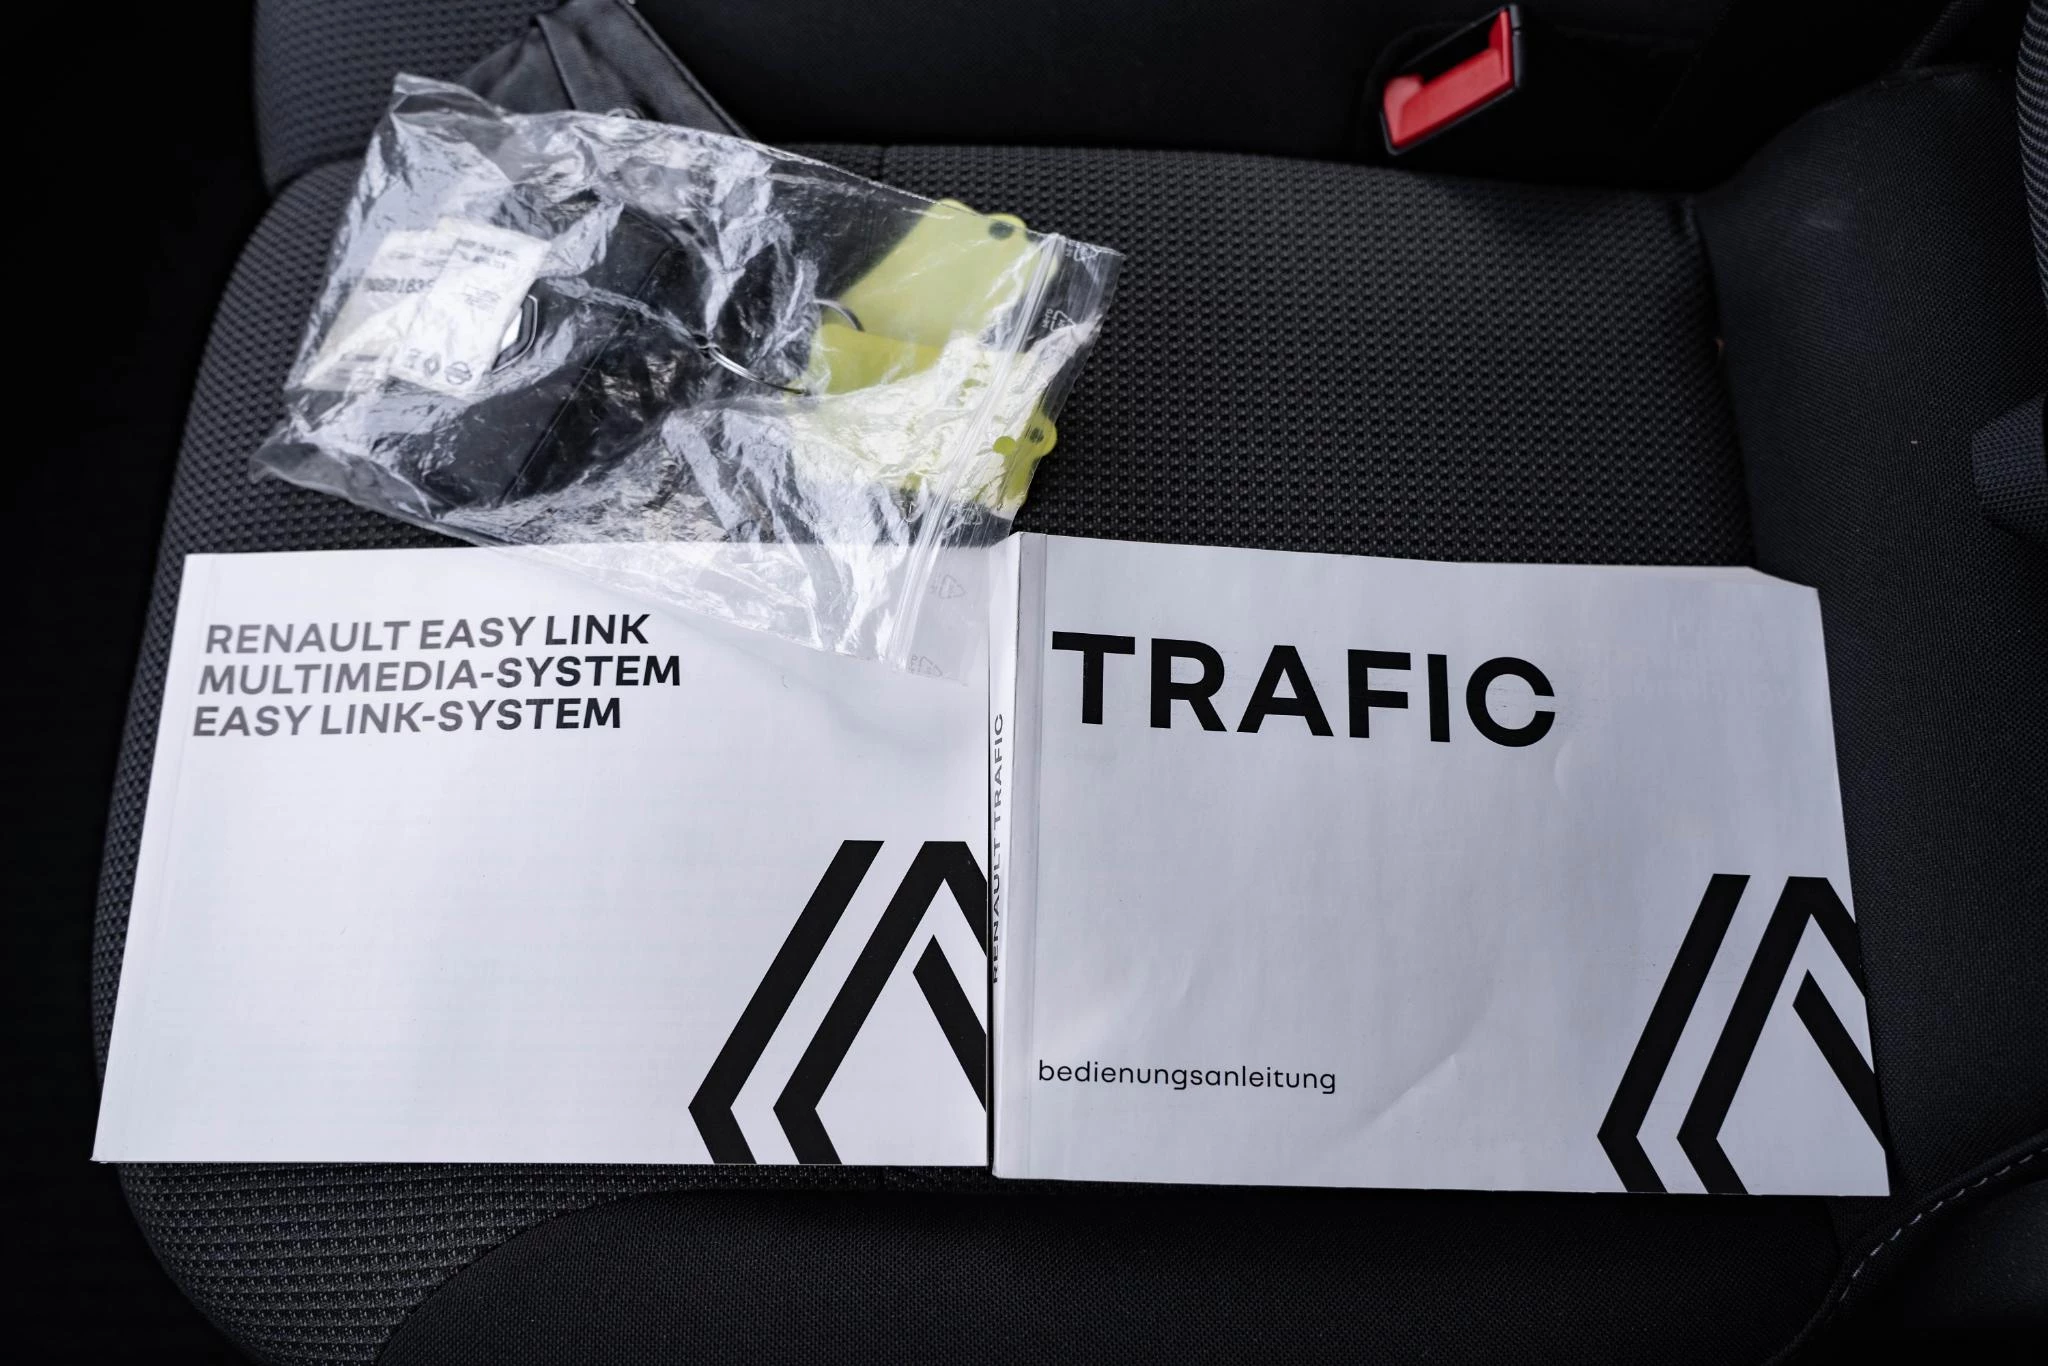 RENAULT EASY LINK
MULTIMEDIA-SYSTEM
EASY LINK-SYSTEM
RENAULT TRAFIC
TRAFIC
bedienungsanleitung